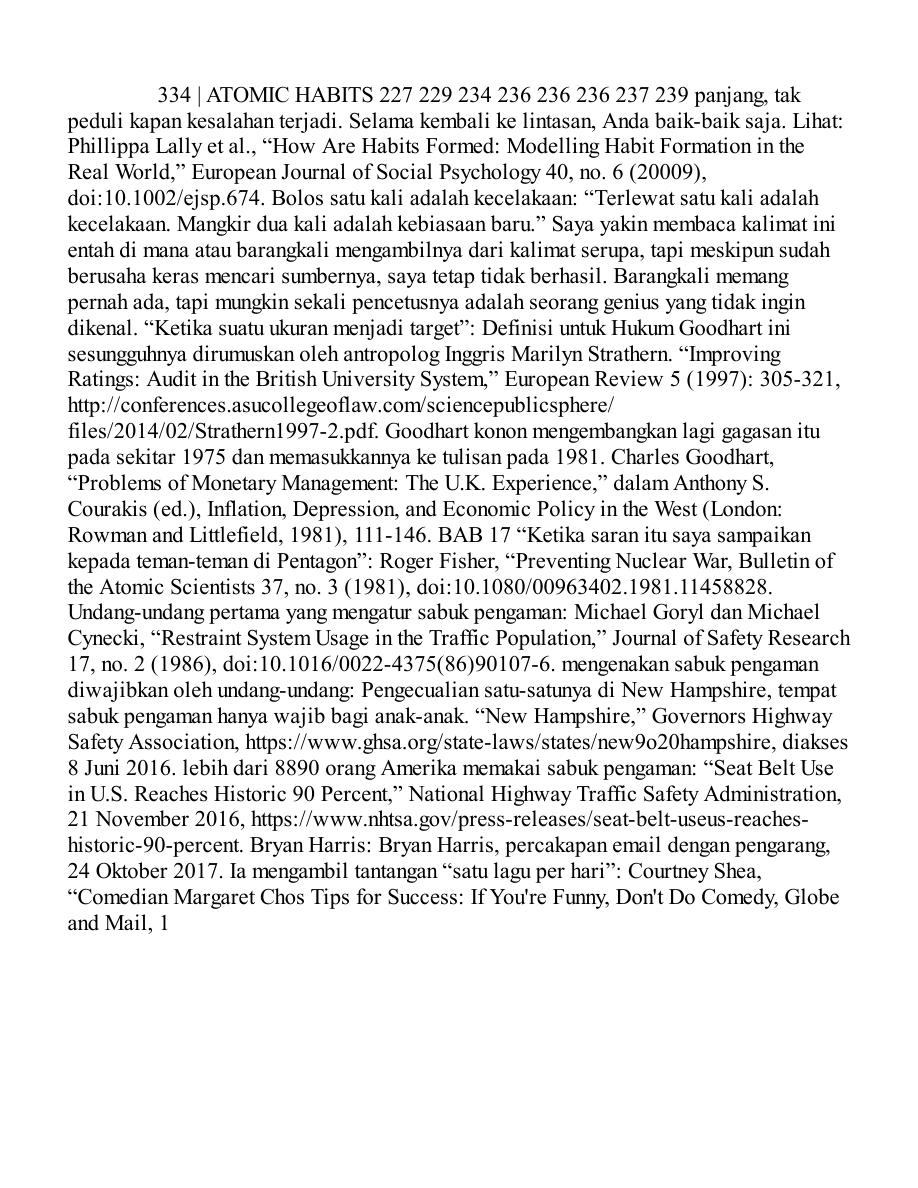 334 | ATOMIC HABITS 227 229 234 236 236 236 237 239 panjang, tak
peduli kapan kesalahan terjadi. Selama kembali ke lintasan, Anda baik-baik saja. Lihat:
Phillippa Lally et al., “How Are Habits Formed: Modelling Habit Formation in the
Real World,” European Journal of Social Psychology 40, no. 6 (20009),
doi:10.1002/ejsp.674. Bolos satu kali adalah kecelakaan: “Terlewat satu kali adalah
kecelakaan. Mangkir dua kali adalah kebiasaan baru.” Saya yakin membaca kalimat ini
entah di mana atau barangkali mengambilnya dari kalimat serupa, tapi meskipun sudah
berusaha keras mencari sumbernya, saya tetap tidak berhasil. Barangkali memang
pernah ada, tapi mungkin sekali pencetusnya adalah seorang genius yang tidak ingin
dikenal. “Ketika suatu ukuran menjadi target”: Definisi untuk Hukum Goodhart ini
sesungguhnya dirumuskan oleh antropolog Inggris Marilyn Strathern. “Improving
Ratings: Audit in the British University System,” European Review 5 (1997): 305-321,
http://conferences.asucollegeoflaw.com/sciencepublicsphere/
files/2014/02/Strathern1997-2.pdf. Goodhart konon mengembangkan lagi gagasan itu
pada sekitar 1975 dan memasukkannya ke tulisan pada 1981. Charles Goodhart,
“Problems of Monetary Management: The U.K. Experience,” dalam Anthony S.
Courakis (ed.), Inflation, Depression, and Economic Policy in the West (London:
Rowman and Littlefield, 1981), 111-146. BAB 17 “Ketika saran itu saya sampaikan
kepada teman-teman di Pentagon”: Roger Fisher, “Preventing Nuclear War, Bulletin of
the Atomic Scientists 37, no. 3 (1981), doi:10.1080/00963402.1981.11458828.
Undang-undang pertama yang mengatur sabuk pengaman: Michael Goryl dan Michael
Cynecki, “Restraint System Usage in the Traffic Population,” Journal of Safety Research
17, no. 2 (1986), doi:10.1016/0022-4375(86)90107-6. mengenakan sabuk pengaman
diwajibkan oleh undang-undang: Pengecualian satu-satunya di New Hampshire, tempat
sabuk pengaman hanya wajib bagi anak-anak. “New Hampshire,” Governors Highway
Safety Association, https://www.ghsa.org/state-laws/states/new9o20hampshire, diakses
8 Juni 2016. lebih dari 8890 orang Amerika memakai sabuk pengaman: “Seat Belt Use
in U.S. Reaches Historic 90 Percent,” National Highway Traffic Safety Administration,
21 November 2016, https://www.nhtsa.gov/press-releases/seat-belt-useus-reaches-
historic-90-percent. Bryan Harris: Bryan Harris, percakapan email dengan pengarang,
24 Oktober 2017. Ia mengambil tantangan “satu lagu per hari”: Courtney Shea,
“Comedian Margaret Chos Tips for Success: If You're Funny, Don't Do Comedy, Globe
and Mail, 1